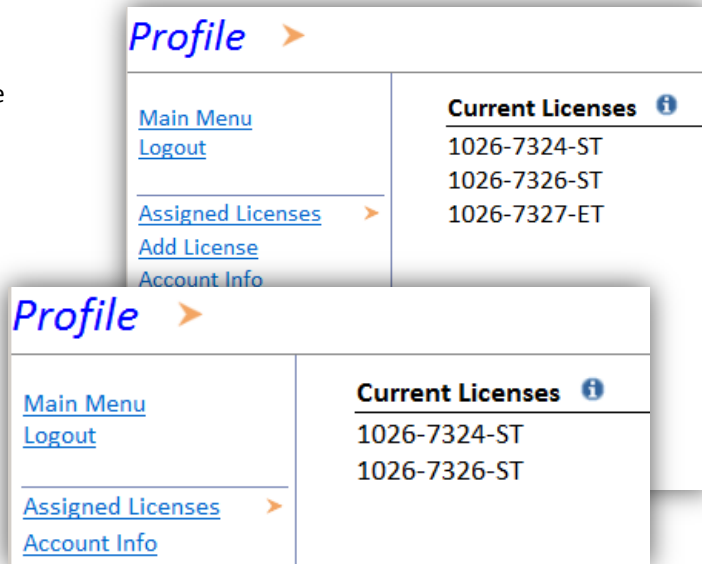 e
Profile
Main Menu
Logout
Assigned Licenses
Add License
Account Info
Current Licenses
1026-7324-ST
1026-7326-ST
1026-7327-ET
Profile
Main Menu
Logout
Assigned Licenses
Account Info
Current Licenses
1026-7324-ST
1026-7326-ST